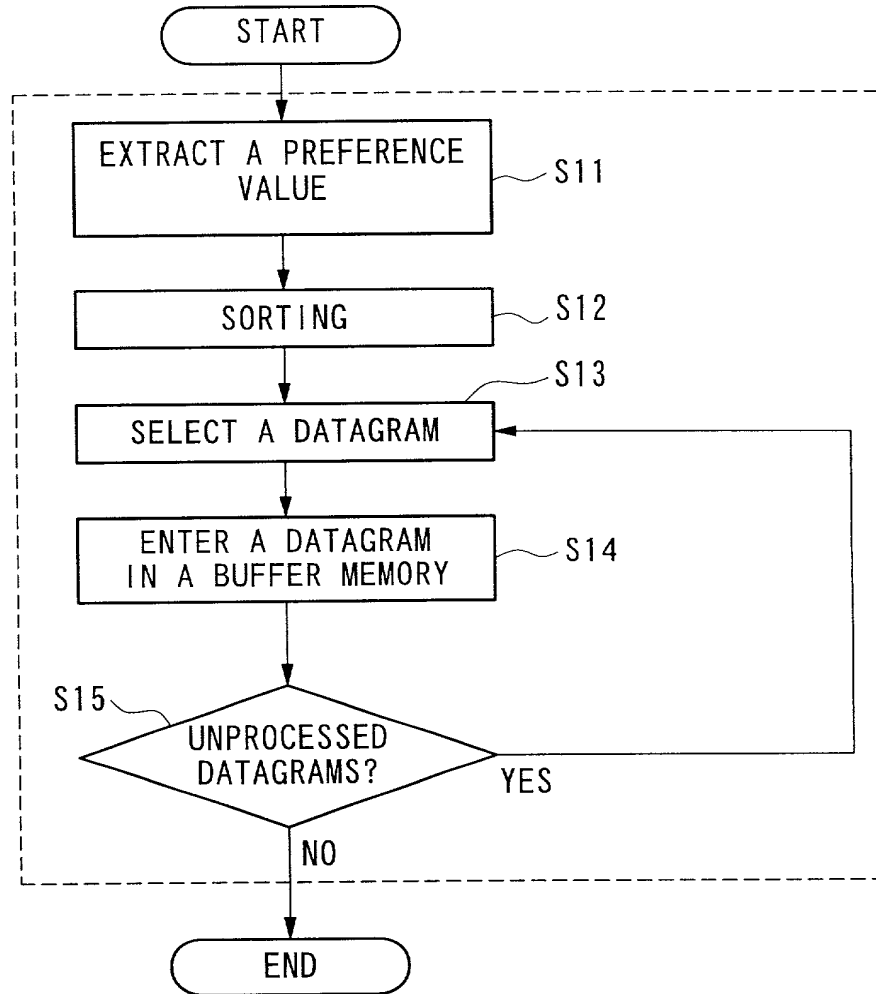 START
EXTRACT A PREFERENCE
VALUE
S11
SORTING
S12
S13
SELECT A DATAGRAM
ENTER A DATAGRAM
IN A BUFFER MEMORY
S14
S15
UNPROCESSED
DATAGRAMS?
YES
NO
END